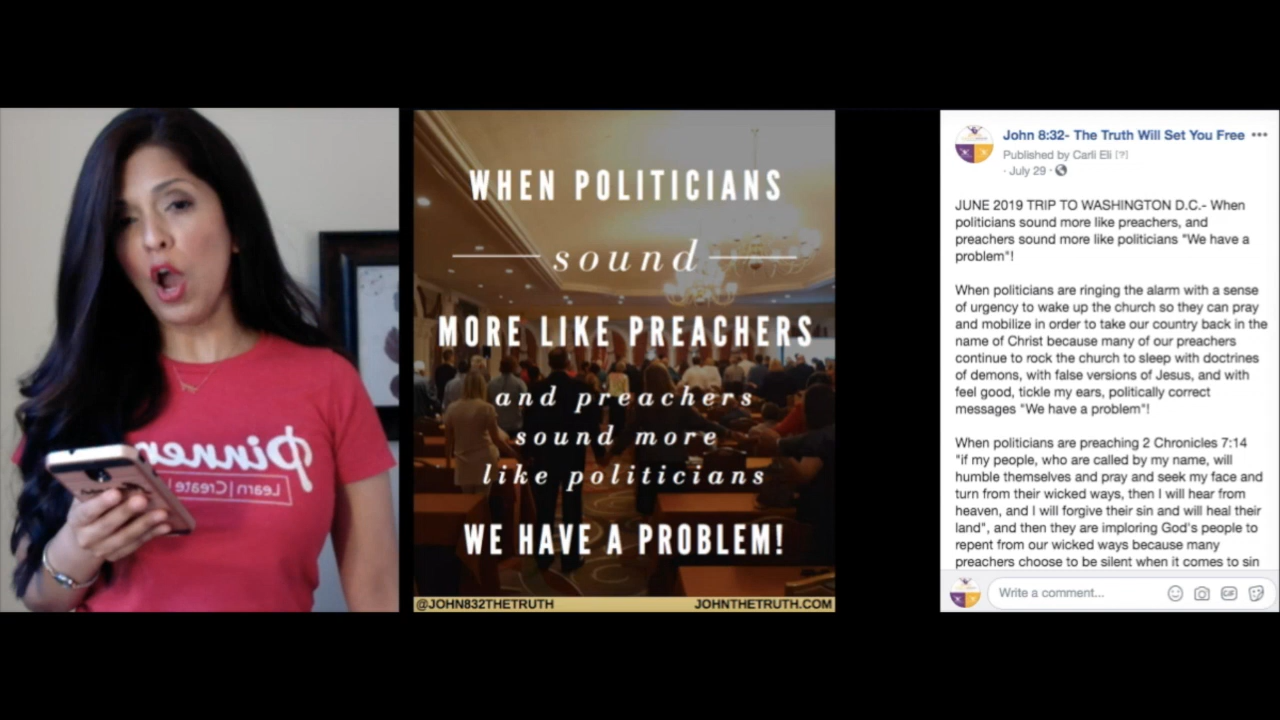 pinner
Learn|Create|
WHEN POLITICIANS
sound
MORE LIKE PREACHERS
and preachers
sound more
like politicians
WE HAVE A PROBLEM!
@JOHN832THETRUTH
JOHNTHETRUTH.COM
John 8:32- The Truth Will Set You Free
Published by Carli Eli [?]
· July 29 ·
JUNE 2019 TRIP TO WASHINGTON D.C.- When
politicians sound more like preachers, and
preachers sound more like politicians "We have a
problem"!
When politicians are ringing the alarm with a sense
of urgency to wake up the church so they can pray
and mobilize in order to take our country back in the
name of Christ because many of our preachers
continue to rock the church to sleep with doctrines
of demons, with false versions of Jesus, and with
feel good, tickle my ears, politically correct
messages "We have a problem"!
When politicians are preaching 2 Chronicles 7:14
"if my people, who are called by my name, will
humble themselves and pray and seek my face and
turn from their wicked ways, then I will hear from
heaven, and I will forgive their sin and will heal their
land", and then they are imploring God's people to
repent from our wicked ways because many
preachers choose to be silent when it comes to sin
Write a comment...
GIF